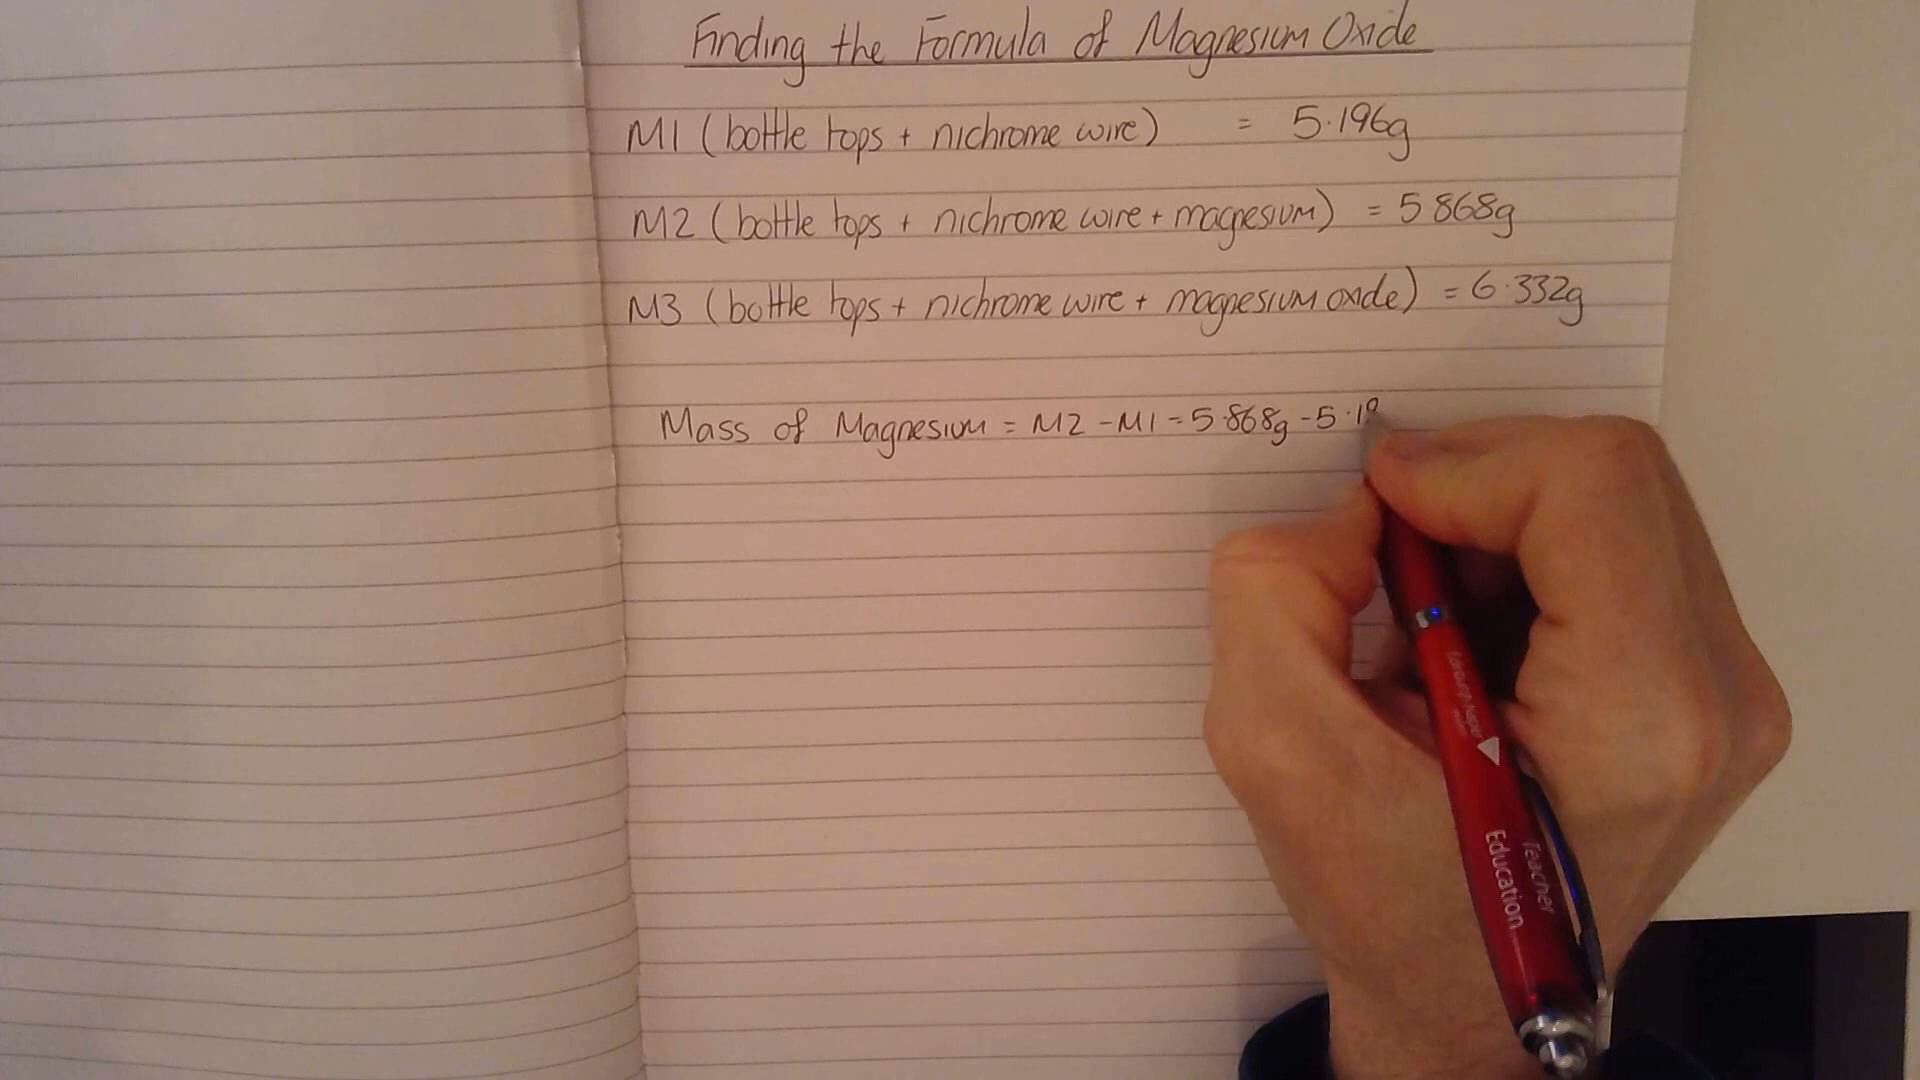 Finding the Formula of Magnesium Oxide
M1 (bottle tops + nichrome wire) = 5.196g
M2 (bottle tops + nichrome wire + magnesium) = 5.868g
M3 (bottle tops + nichrome wire + magnesium oxide) = 6.332g
Mass of Magnesium = M2 - M1 = 5.868g - 5.19
Teacher
Education